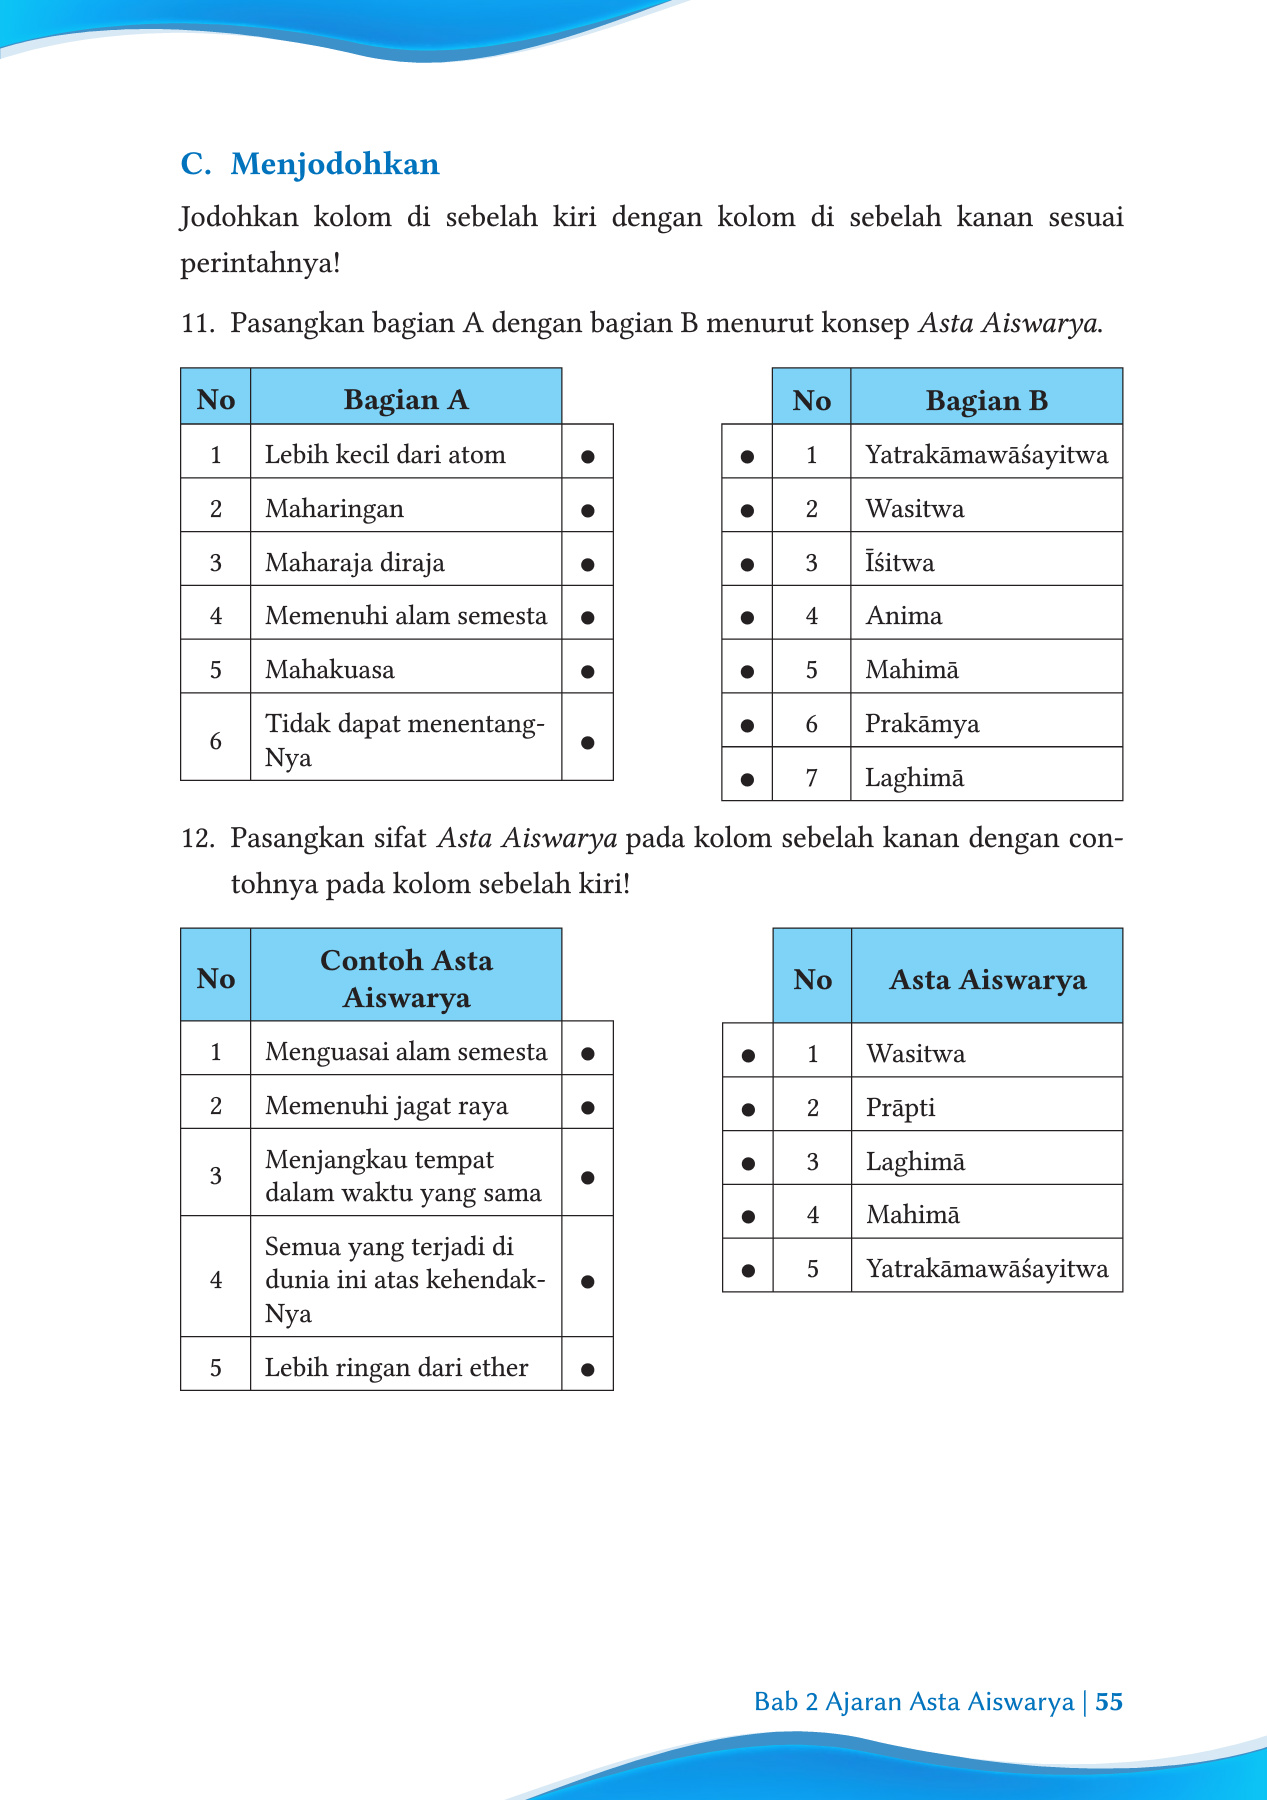 C. Menjodohkan
Jodohkan kolom di sebelah kiri dengan kolom di sebelah kanan sesuai
perintahnya!
11. Pasangkan bagian A dengan bagian B menurut konsep Asta Aiswarya.
No Bagian A
1 Lebih kecil dari atom ●
2 Maharingan ●
3 Maharaja diraja ●
4 Memenuhi alam semesta ●
5 Mahakuasa ●
6 Tidak dapat menentang-
Nya ●
No Bagian B
● 1 Yatrakāmawāśayitwa
● 2 Wasitwa
● 3 Īśitwa
● 4 Anima
● 5 Mahimā
● 6 Prakāmya
● 7 Laghimā
12. Pasangkan sifat Asta Aiswarya pada kolom sebelah kanan dengan con-
tohnya pada kolom sebelah kiri!
No Contoh Asta
Aiswarya
1 Menguasai alam semesta ●
2 Memenuhi jagat raya ●
3 Menjangkau tempat
dalam waktu yang sama ●
4 Semua yang terjadi di
dunia ini atas kehendak-
Nya ●
5 Lebih ringan dari ether ●
No Asta Aiswarya
● 1 Wasitwa
● 2 Prāpti
● 3 Laghimā
● 4 Mahimā
● 5 Yatrakāmawāśayitwa
Bab 2 Ajaran Asta Aiswarya | 55